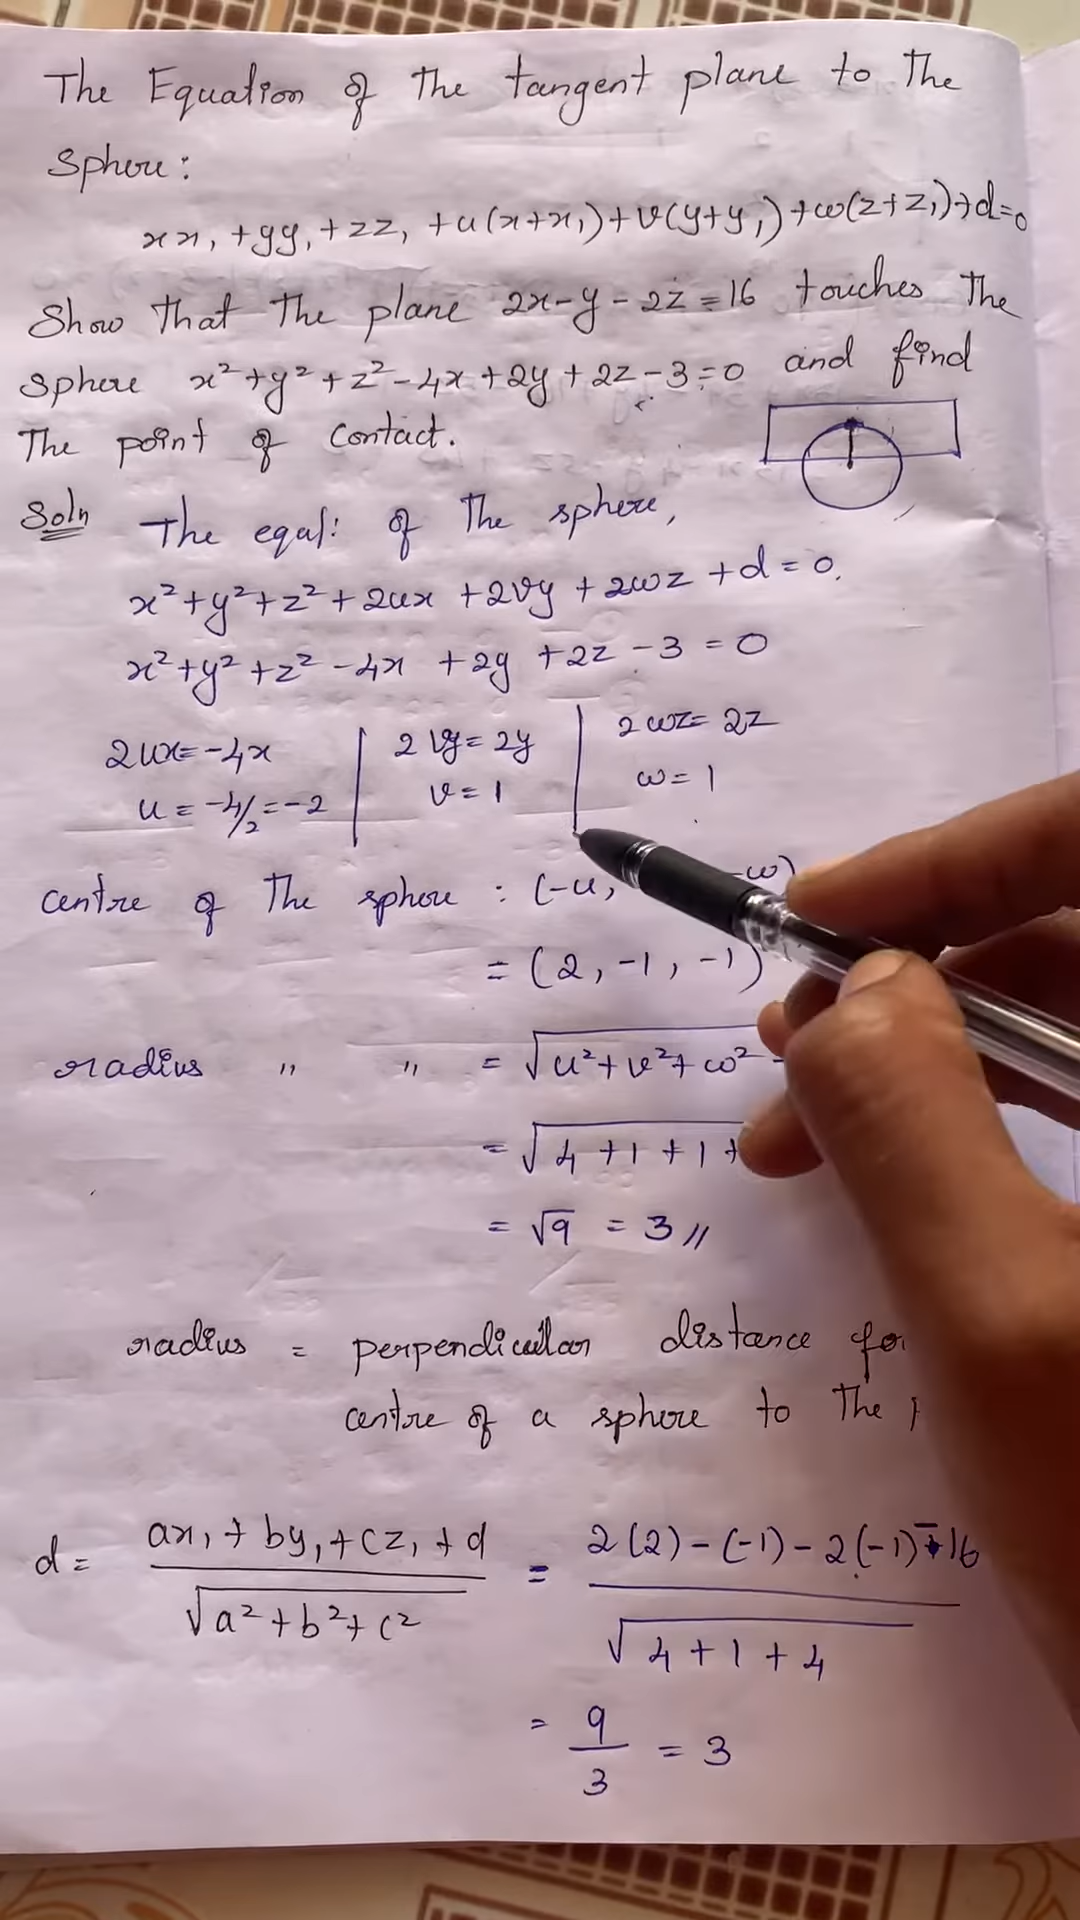 The Equation of the tangent plane to the
Sphere:
xx₁ + yy₁ + zz₁ + u(x+x₁) + v(y+y₁) + w(z+z₁) + d = 0
Show that the plane 2x - y - 2z = 16 touches the
sphere x² + y² + z² - 4x + 2y + 2z - 3 = 0 and find
the point of contact.
Soln The equa: of the sphere,
x² + y² + z² + 2ux + 2vy + 2wz + d = 0.
x² + y² + z² - 4x + 2y + 2z - 3 = 0
2ux = -4x | 2vy = 2y | 2wz = 2z
u = -4/2 = -2 | v = 1 | w = 1
centre of the sphere : (-u, -w)
= (2, -1, -1)
radius " " = √u² + v² + w² -
= √4 + 1 + 1 +
= √9 = 3 //
radius = perpendicular distance
centre of a sphere to the
d = ax₁ + by₁ + cz₁ + d / √a² + b² + c² = 2(2) - (-1) - 2(-1) - 16 / √4 + 1 + 4
= 9/3 = 3